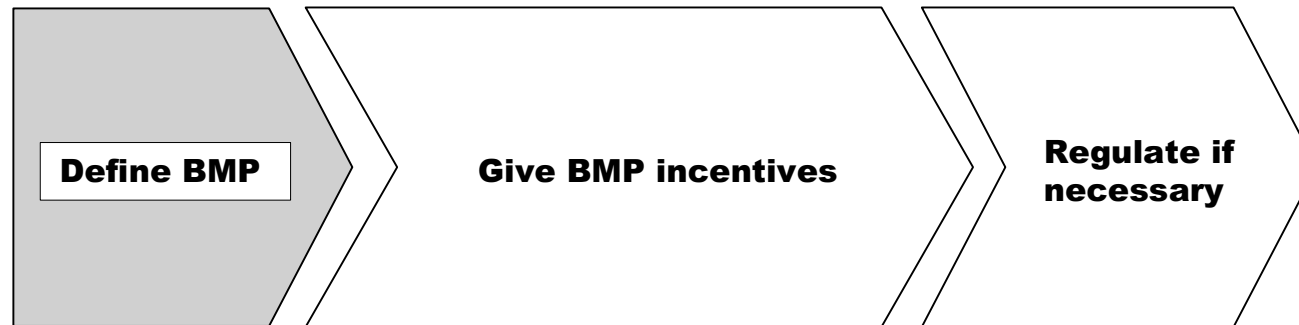 Define BMP
Give BMP incentives
Regulate if
necessary